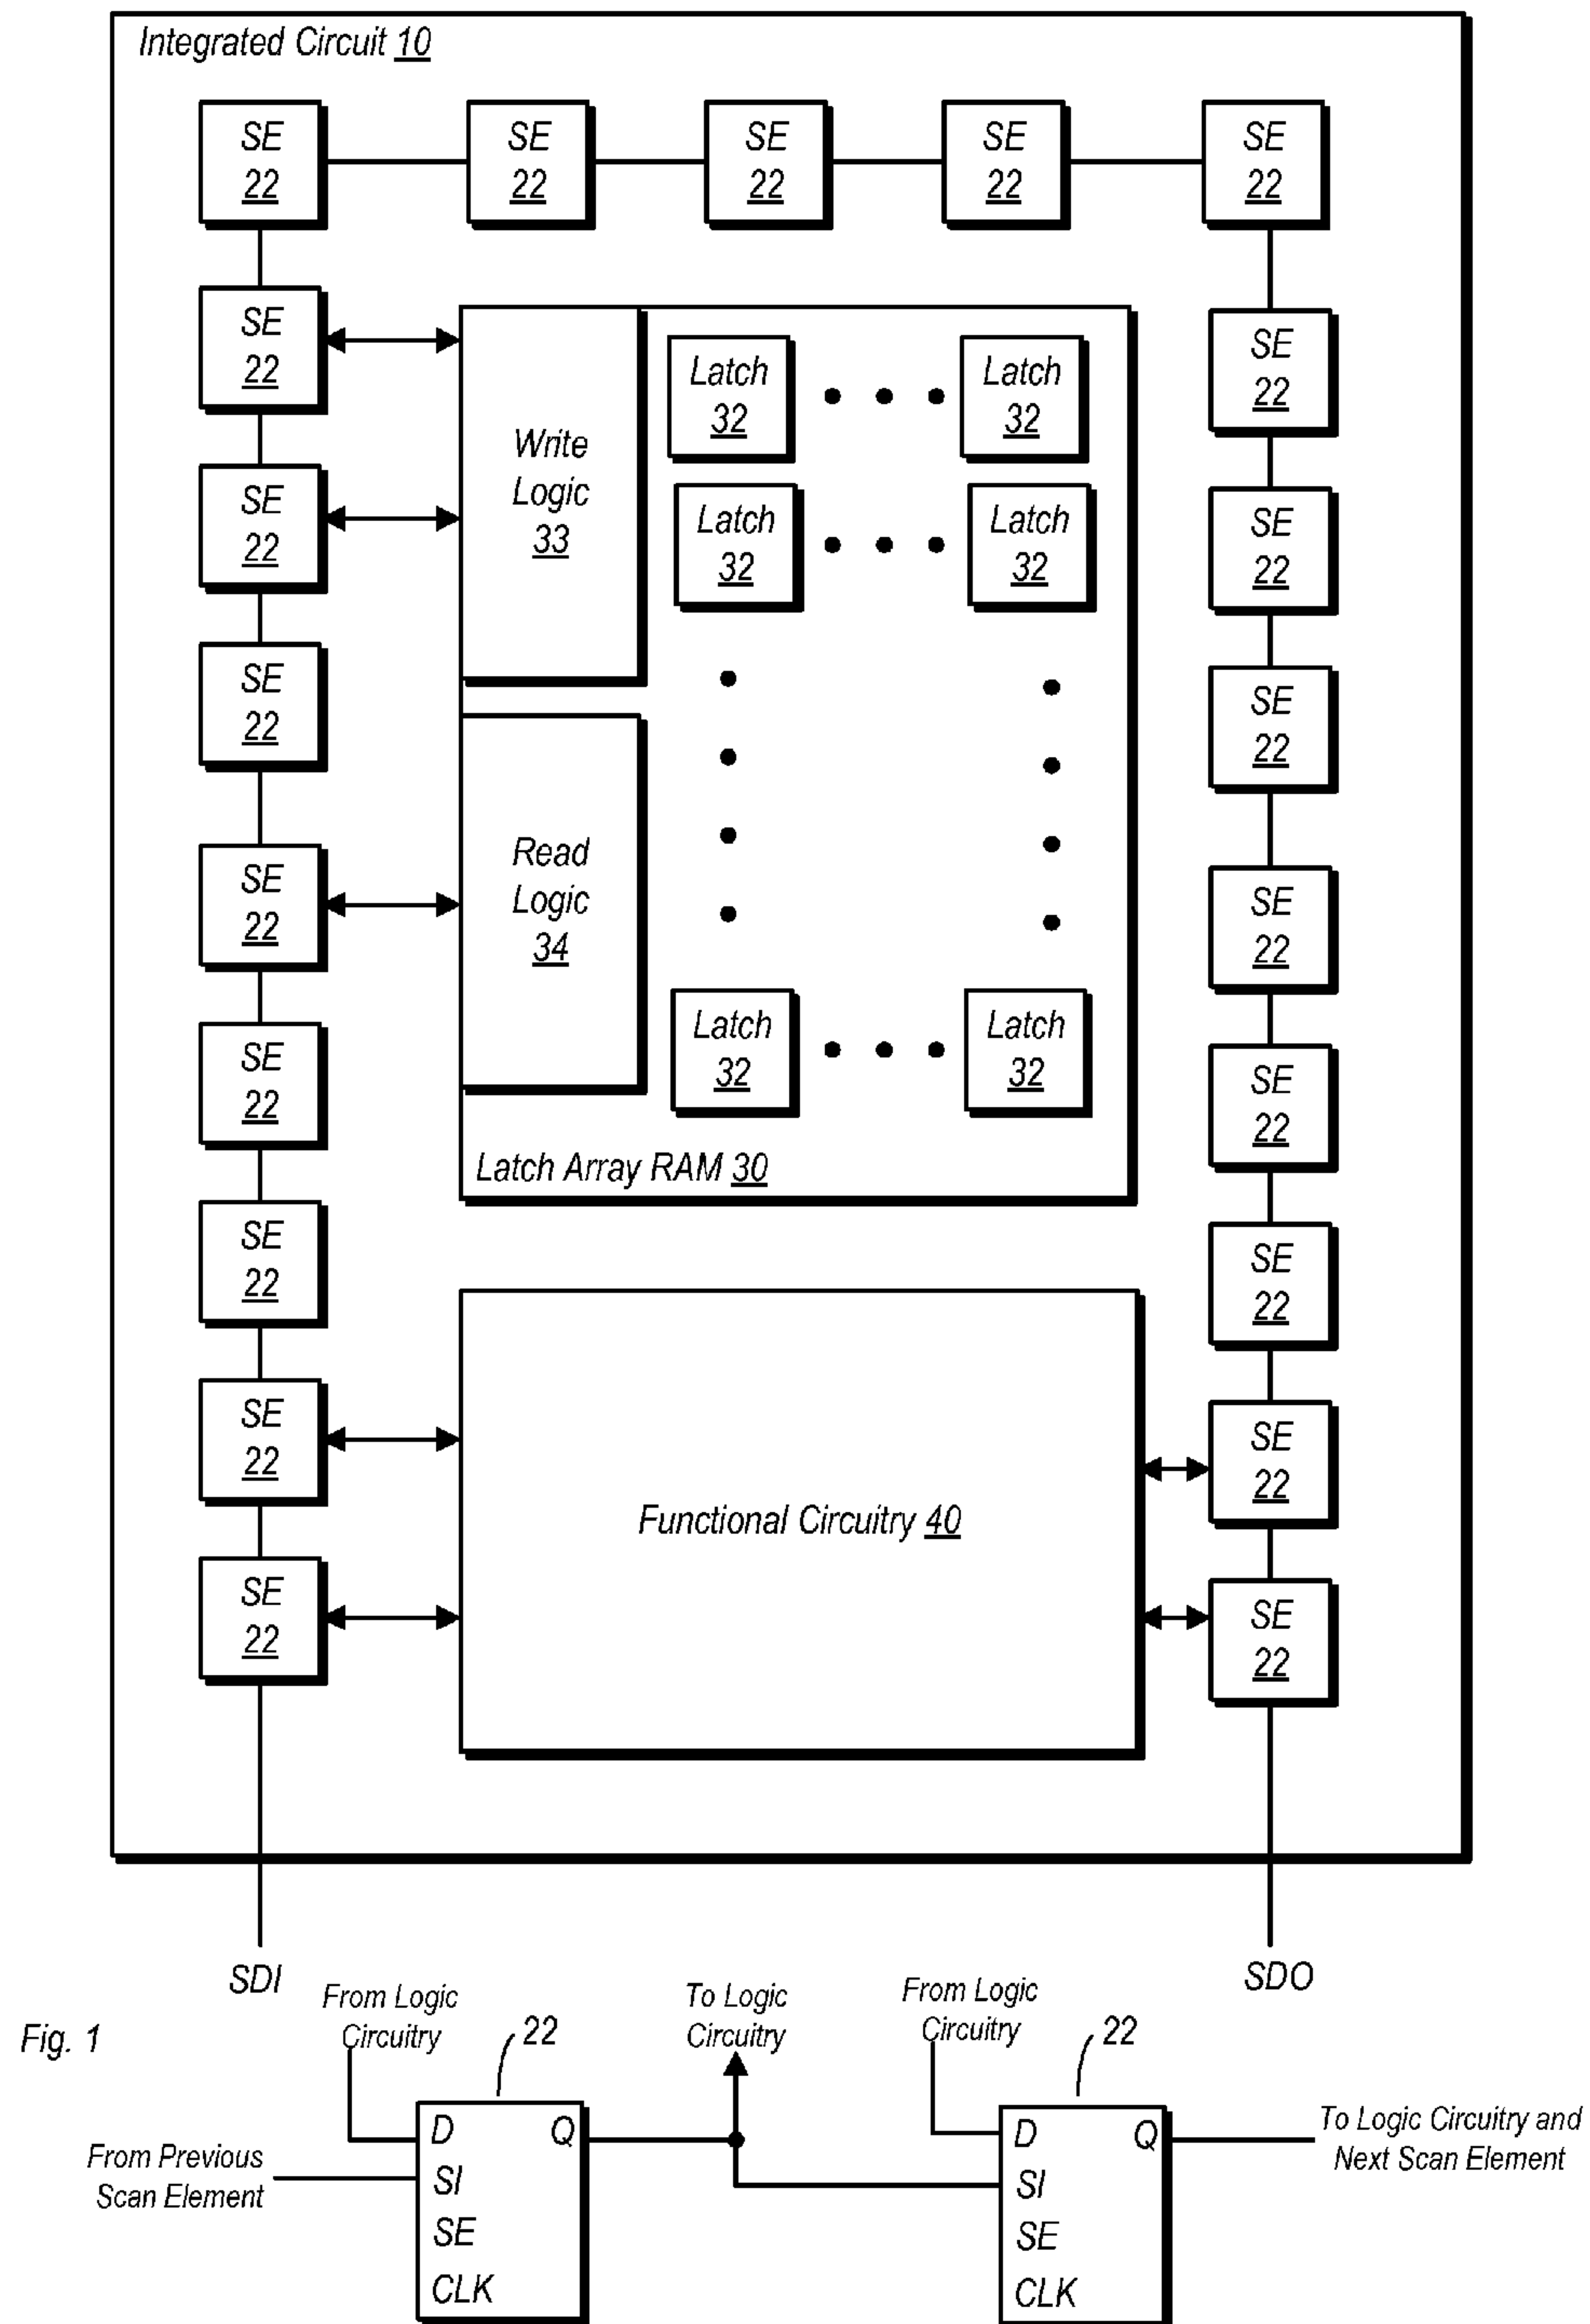 Integrated Circuit 10
SE
22
SE
22
SE
22
SE
22
SE
22
SE
22
SE
22
SE
22
SE
22
SE
22
SE
22
SE
22
SE
22
Write
Logic
33
Read
Logic
34
Latch
32
Latch
32
Latch
32
Latch
32
Latch
32
Latch
32
Latch Array RAM 30
Functional Circuitry 40
SE
22
SE
22
SE
22
SE
22
SE
22
SE
22
SE
22
SE
22
SDI
SDO
Fig. 1
From Logic
Circuitry
22
To Logic
Circuitry
From Logic
Circuitry
22
From Previous
Scan Element
D Q
SI
SE
CLK
D Q
SI
SE
CLK
To Logic Circuitry and
Next Scan Element